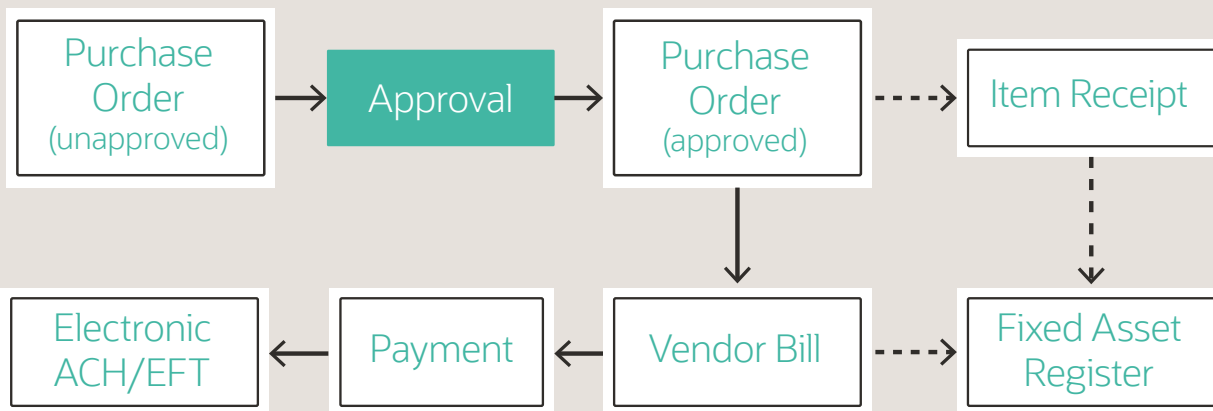 Purchase
Order
(unapproved)
Approval
Purchase
Order
(approved)
Item Receipt
Electronic
ACH/EFT
Payment
Vendor Bill
Fixed Asset
Register